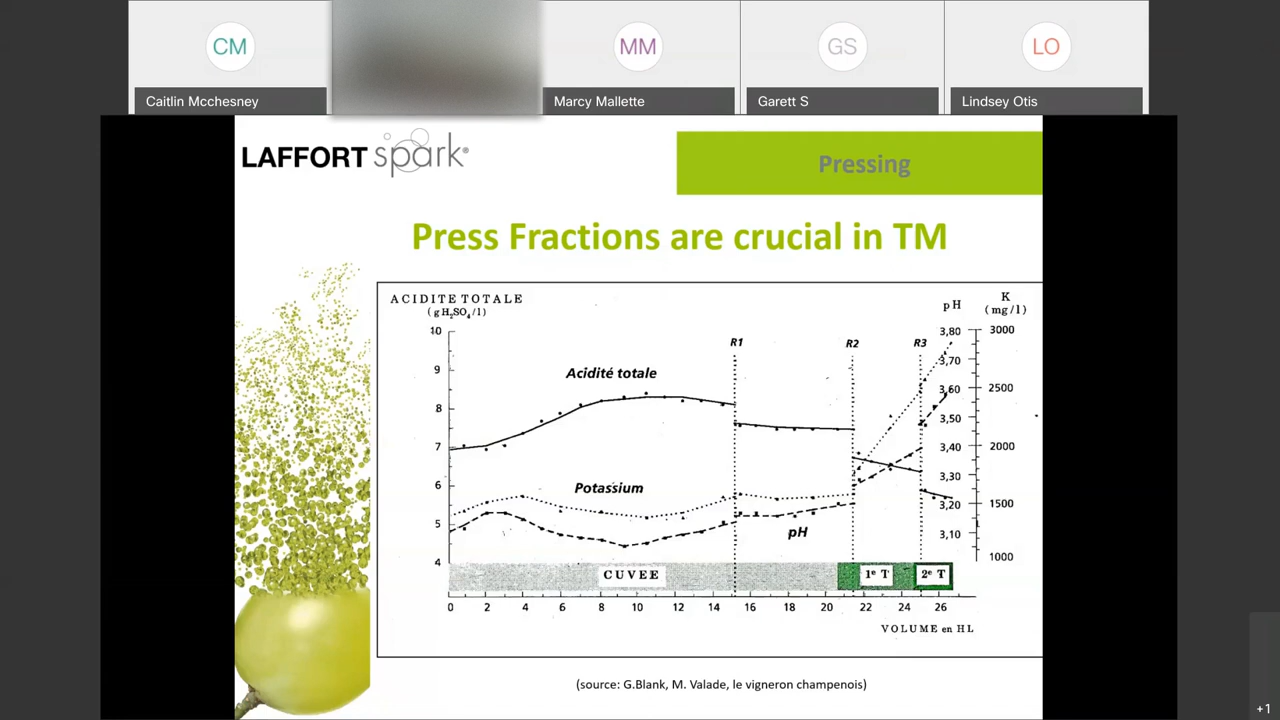 CM
MM
GS
LO
Caitlin Mcchesney
Marcy Mallette
Garett S
Lindsey Otis
LAFFORT spark®
Pressing
Press Fractions are crucial in TM
ACIDITE TOTALE
(gH2SO4/l)
pH
K
(mg/l)
10
9
8
7
6
5
4
R1
R2
R3
Acidité totale
Potassium
pH
3,80
3,70
3,60
3,50
3,40
3,30
3,20
3,10
3000
2500
2000
1500
1000
CUVEE
1e T
2e T
0 2 4 6 8 10 12 14 16 18 20 22 24 26
VOLUME en HL
(source: G.Blank, M. Valade, le vigneron champenois)
+1